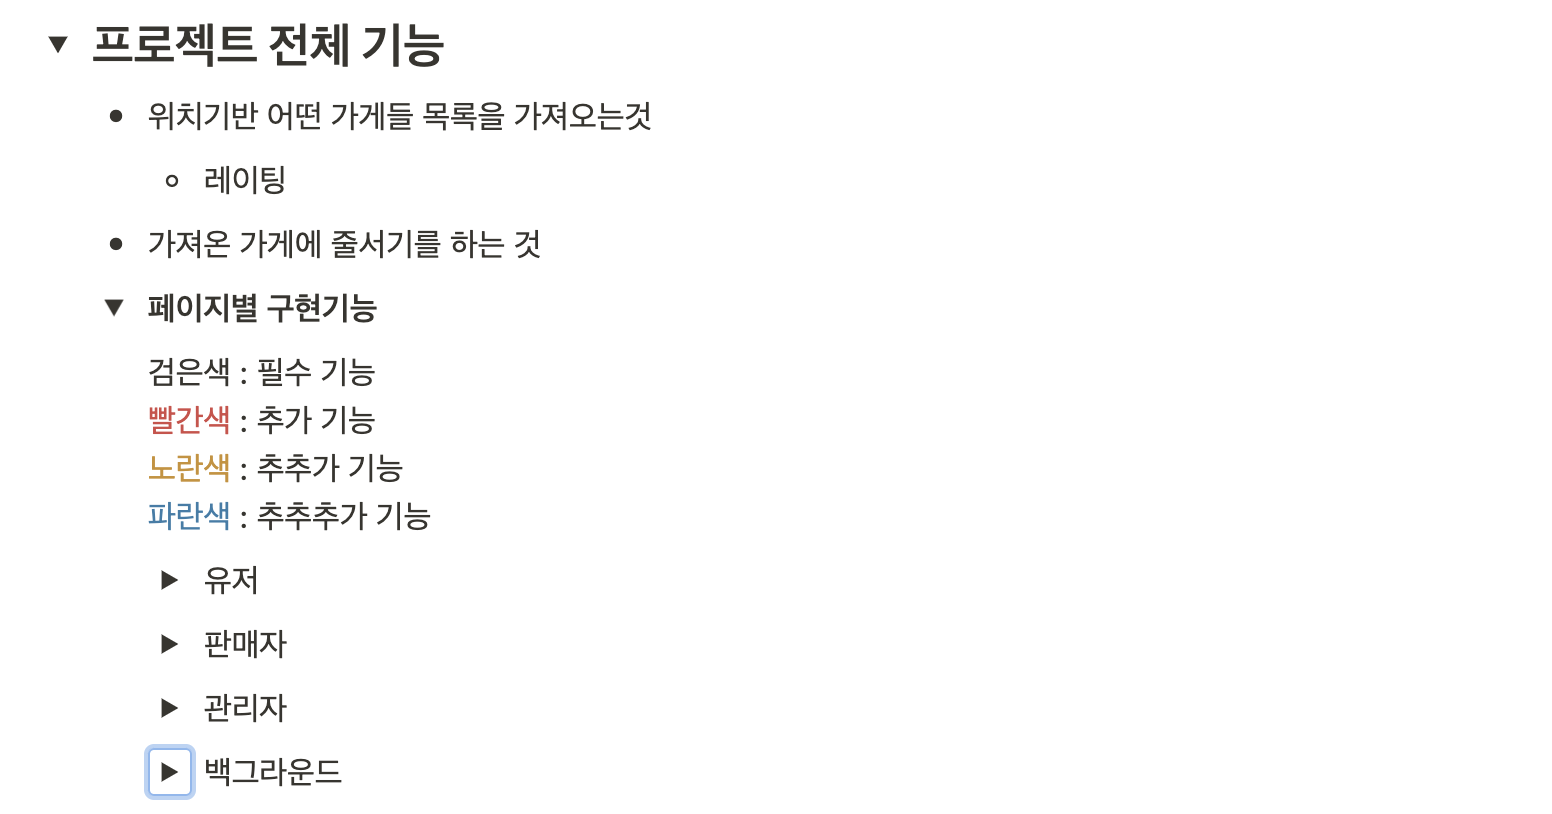 프로젝트 전체 기능
위치기반 어떤 가게들 목록을 가져오는것
레이팅
가져온 가게에 줄서기를 하는 것
페이지별 구현기능
검은색 : 필수 기능
빨간색 : 추가 기능
노란색 : 추추가 기능
파란색 : 추추추가 기능
유저
판매자
관리자
백그라운드